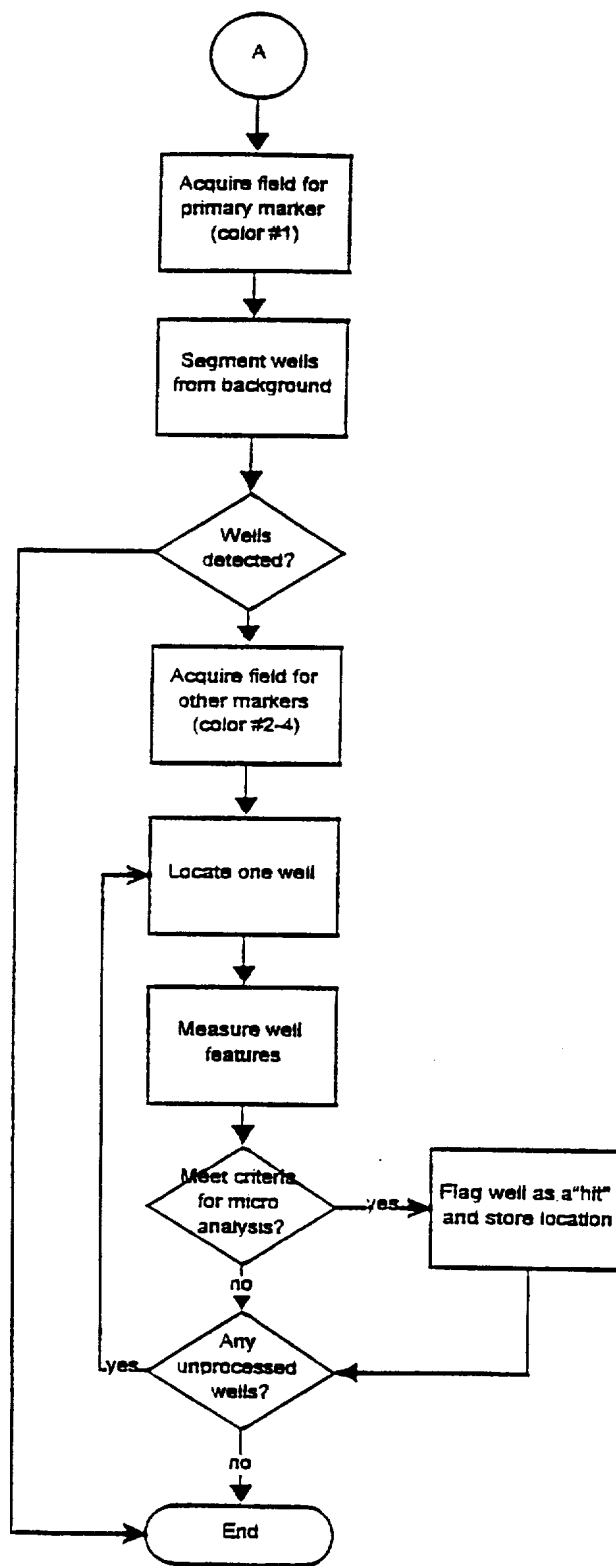 A
Acquire field for
primary marker
(color #1)
Segment wells
from background
Wells
detected?
Acquire field for
other markers
(color #2-4)
Locate one well
Measure well
features
Meet criteria
for micro
analysis?
yes
Flag well as a"hit"
and store location
no
Any
unprocessed
wells?
yes
no
End